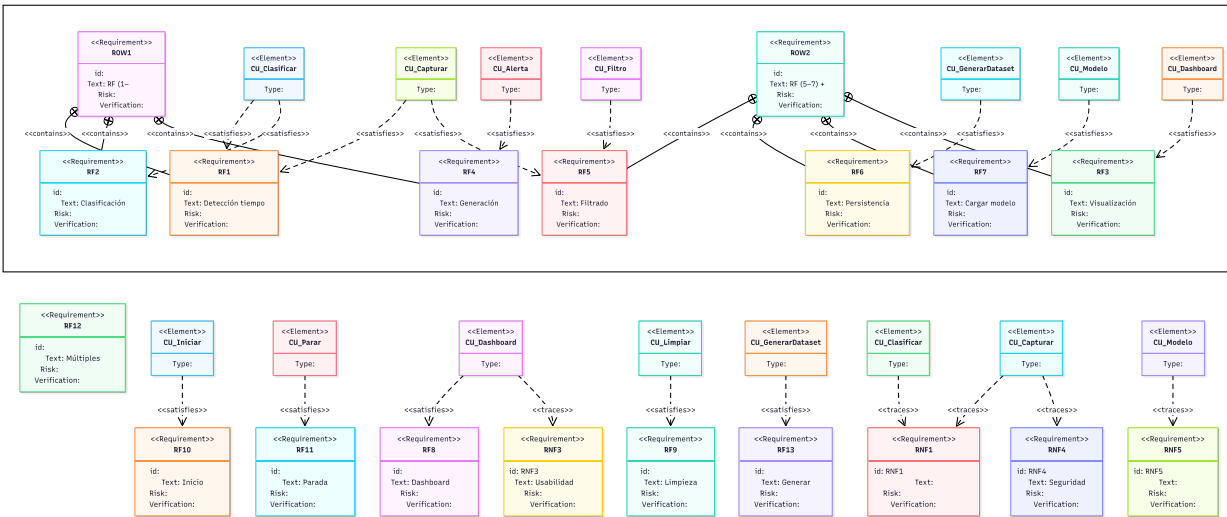 <<Requirement>>
ROW1
id:
Text: RF (1–
Risk:
Verification:
<<Element>>
CU_Clasificar
Type:
<<Element>>
CU_Capturar
Type:
<<Element>>
CU_Alerta
Type:
<<Element>>
CU_Filtro
Type:
<<Requirement>>
ROW2
id:
Text: RF (5–7) +
Risk:
Verification:
<<Element>>
CU_GenerarDataset
Type:
<<Element>>
CU_Modelo
Type:
<<Element>>
CU_Dashboard
Type:
<<contains>>
<<contains>>
<<contains>>
<<satisfies>>
<<satisfies>>
<<satisfies>>
<<satisfies>>
<<satisfies>>
<<satisfies>>
<<contains>>
<<contains>>
<<contains>>
<<contains>>
<<satisfies>>
<<satisfies>>
<<satisfies>>
<<Requirement>>
RF2
id:
Text: Clasificación
Risk:
Verification:
<<Requirement>>
RF1
id:
Text: Detección tiempo
Risk:
Verification:
<<Requirement>>
RF4
id:
Text: Generación
Risk:
Verification:
<<Requirement>>
RF5
id:
Text: Filtrado
Risk:
Verification:
<<Requirement>>
RF6
id:
Text: Persistencia
Risk:
Verification:
<<Requirement>>
RF7
id:
Text: Cargar modelo
Risk:
Verification:
<<Requirement>>
RF3
id:
Text: Visualización
Risk:
Verification:
<<Requirement>>
RF12
id:
Text: Múltiples
Risk:
Verification:
<<Element>>
CU_Iniciar
Type:
<<Element>>
CU_Parar
Type:
<<Element>>
CU_Dashboard
Type:
<<Element>>
CU_Limpiar
Type:
<<Element>>
CU_GenerarDataset
Type:
<<Element>>
CU_Clasificar
Type:
<<Element>>
CU_Capturar
Type:
<<Element>>
CU_Modelo
Type:
<<satisfies>>
<<satisfies>>
<<satisfies>>
<<traces>>
<<satisfies>>
<<satisfies>>
<<traces>>
<<traces>>
<<traces>>
<<traces>>
<<Requirement>>
RF10
id:
Text: Inicio
Risk:
Verification:
<<Requirement>>
RF11
id:
Text: Parada
Risk:
Verification:
<<Requirement>>
RF8
id:
Text: Dashboard
Risk:
Verification:
<<Requirement>>
RNF3
id: RNF3
Text: Usabilidad
Risk:
Verification:
<<Requirement>>
RF9
id:
Text: Limpieza
Risk:
Verification:
<<Requirement>>
RF13
id:
Text: Generar
Risk:
Verification:
<<Requirement>>
RNF1
id: RNF1
Text:
Risk:
Verification:
<<Requirement>>
RNF4
id: RNF4
Text: Seguridad
Risk:
Verification:
<<Requirement>>
RNF5
id: RNF5
Text:
Risk:
Verification: